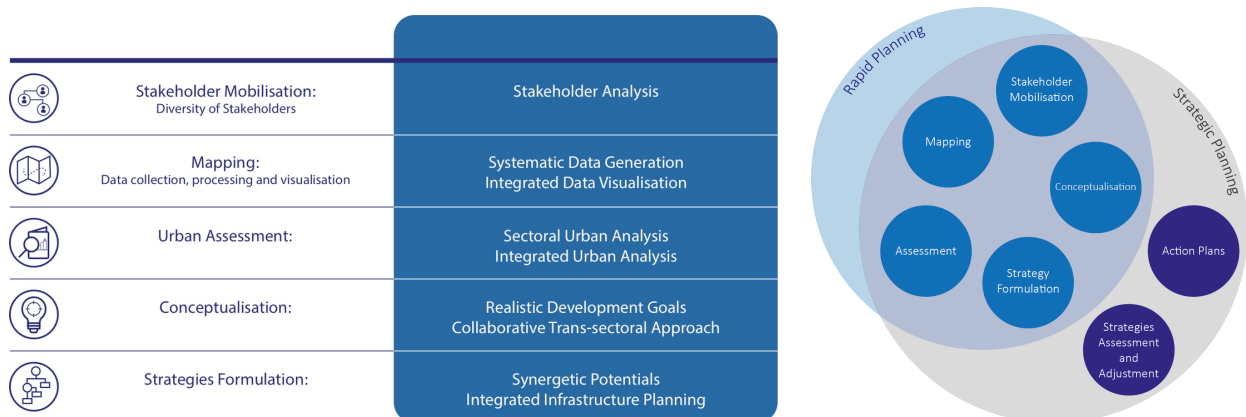 Stakeholder Mobilisation:
Diversity of Stakeholders
Stakeholder Analysis
Mapping:
Data collection, processing and visualisation
Systematic Data Generation
Integrated Data Visualisation
Urban Assessment:
Sectoral Urban Analysis
Integrated Urban Analysis
Conceptualisation:
Realistic Development Goals
Collaborative Trans-sectoral Approach
Strategies Formulation:
Synergetic Potentials
Integrated Infrastructure Planning
Rapid Planning
Strategic Planning
Stakeholder
Mobilisation
Mapping
Conceptualisation
Assessment
Strategy
Formulation
Action Plans
Strategies
Assessment
and
Adjustment